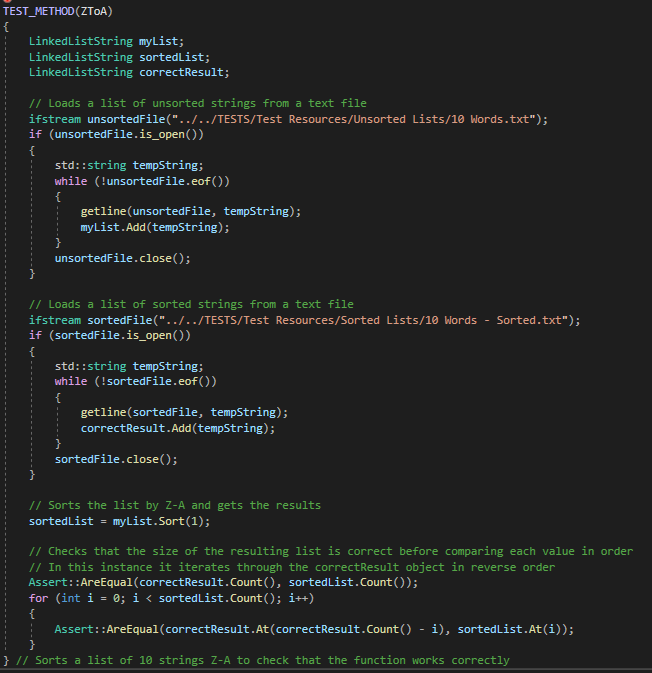 TEST_METHOD(ZToA)
{
LinkedListString myList;
LinkedListString sortedList;
LinkedListString correctResult;
// Loads a list of unsorted strings from a text file
ifstream unsortedFile("../../TESTS/Test Resources/Unsorted Lists/10 Words.txt");
if (unsortedFile.is_open())
{
std::string tempString;
while (!unsortedFile.eof())
{
getline(unsortedFile, tempString);
myList.Add(tempString);
}
unsortedFile.close();
}
// Loads a list of sorted strings from a text file
ifstream sortedFile("../../TESTS/Test Resources/Sorted Lists/10 Words - Sorted.txt");
if (sortedFile.is_open())
{
std::string tempString;
while (!sortedFile.eof())
{
getline(sortedFile, tempString);
correctResult.Add(tempString);
}
sortedFile.close();
}
// Sorts the list by Z-A and gets the results
sortedList = myList.Sort(1);
// Checks that the size of the resulting list is correct before comparing each value in order
// In this instance it iterates through the correctResult object in reverse order
Assert::AreEqual(correctResult.Count(), sortedList.Count());
for (int i = 0; i < sortedList.Count(); i++)
{
Assert::AreEqual(correctResult.At(correctResult.Count() - i), sortedList.At(i));
}
} // Sorts a list of 10 strings Z-A to check that the function works correctly